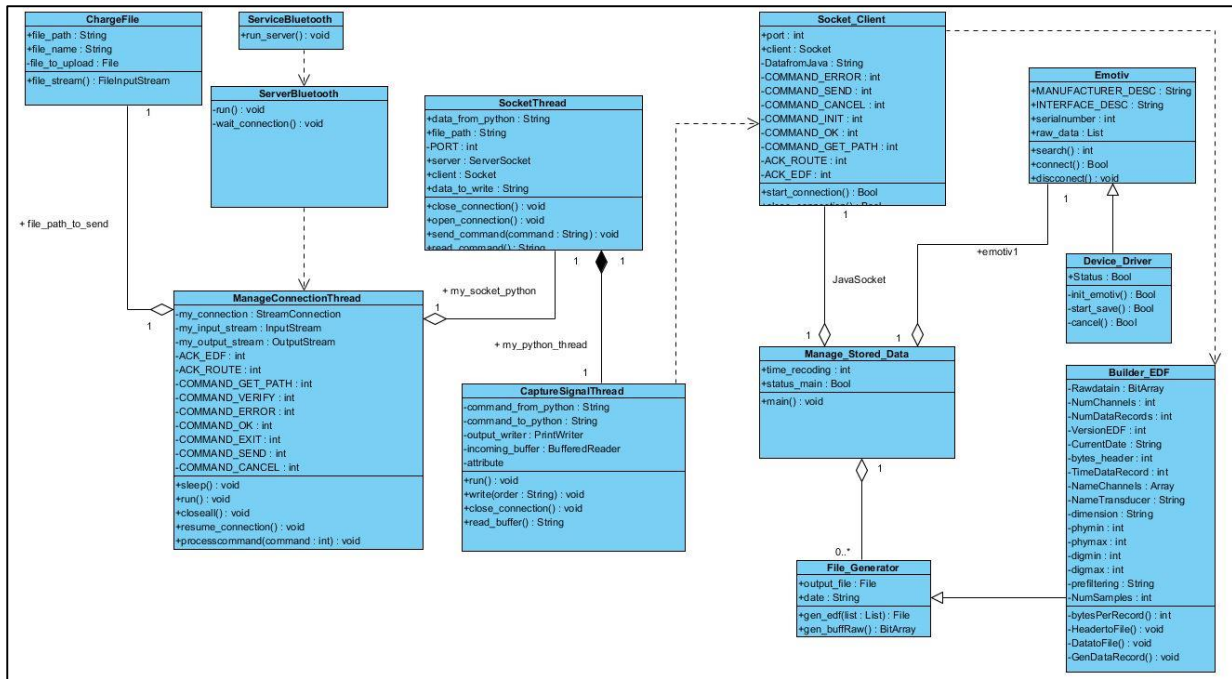 ChargeFile
+file_path : String
+file_name : String
-file_to_upload : File
+file_stream() : FileInputStream
1
ServiceBluetooth
+run_server() : void
ServerBluetooth
-run() : void
-wait_connection() : void
SocketThread
+data_from_python : String
+file_path : String
-PORT : int
+server : ServerSocket
+client : Socket
+data_to_write : String
+close_connection() : void
+open_connection() : void
+send_command(command : String) : void
+read_command() : String
1
1
Socket_Client
+port : int
+client : Socket
-DatafromJava : String
-COMMAND_ERROR : int
-COMMAND_SEND : int
-COMMAND_CANCEL : int
-COMMAND_INIT : int
-COMMAND_OK : int
-COMMAND_GET_PATH : int
-ACK_ROUTE : int
-ACK_EDF : int
+start_connection() : Bool
+close_connection() : Bool
1
Emotiv
+MANUFACTURER_DESC : String
+INTERFACE_DESC : String
+serialnumber : int
+raw_data : List
+search() : int
+connect() : Bool
+discconect() : void
1
+ file_path_to_send
+ my_socket_python
+ my_python_thread
JavaSocket
+emotiv1
Device_Driver
+Status : Bool
-init_emotiv() : Bool
-start_save() : Bool
-cancel() : Bool
ManageConnectionThread
-my_connection : StreamConnection
-my_input_stream : InputStream
-my_output_stream : OutputStream
-ACK_EDF : int
-ACK_ROUTE : int
-COMMAND_GET_PATH : int
-COMMAND_VERIFY : int
-COMMAND_ERROR : int
-COMMAND_OK : int
-COMMAND_EXIT : int
-COMMAND_SEND : int
-COMMAND_CANCEL : int
+sleep() : void
+run() : void
+closeall() : void
+resume_connection() : void
+processcommand(command : int) : void
1
1
1
CaptureSignalThread
-command_from_python : String
-command_to_python : String
-output_writer : PrintWriter
-incoming_buffer : BufferedReader
-attribute
+run() : void
+write(order : String) : void
+close_connection() : void
+read_buffer() : String
1
1
Manage_Stored_Data
+time_recoding : int
+status_main : Bool
+main() : void
1
0..*
File_Generator
+output_file : File
+date : String
+gen_edf(list : List) : File
+gen_buffRaw() : BitArray
Builder_EDF
-Rawdatain : BitArray
-NumChannels : int
-NumDataRecords : int
-VersionEDF : int
-CurrentDate : String
-bytes_header : int
-TimeDataRecord : int
-NameChannels : Array
-NameTransducer : String
-dimension : String
-phymin : int
-phymax : int
-digmin : int
-digmax : int
-prefiltering : String
-NumSamples : int
-bytesPerRecord() : int
-HeadertoFile() : void
-DatatoFile() : void
-GenDataRecord() : void